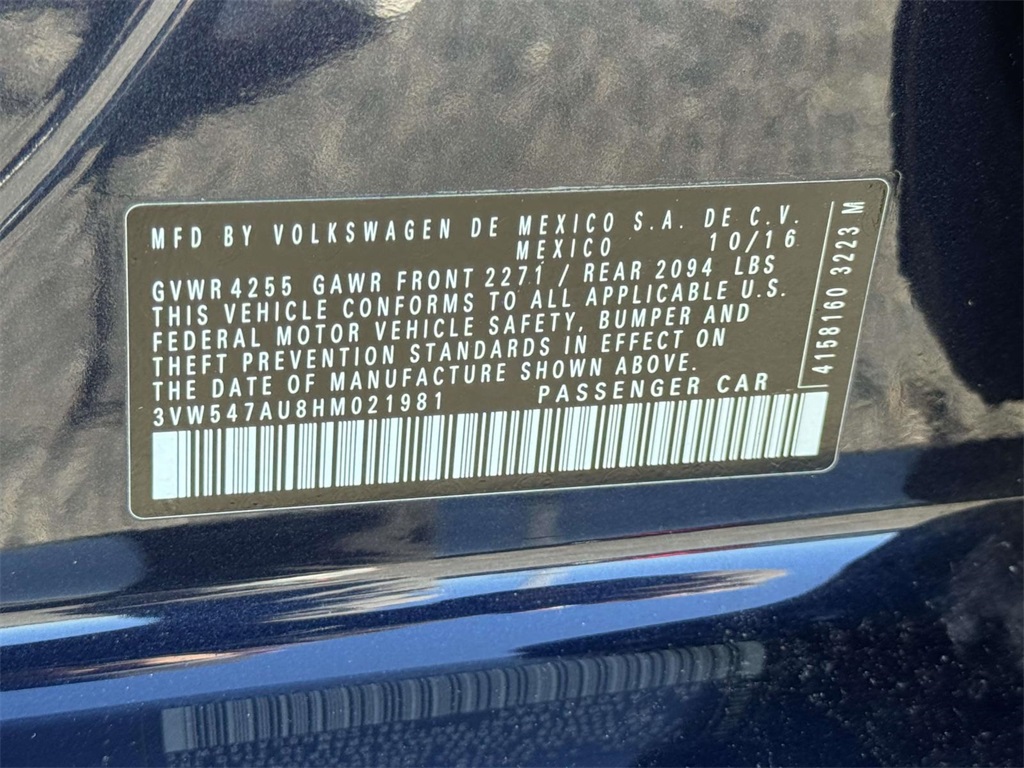 MFD BY VOLKSWAGEN DE MEXICO S.A. DE C.V.
MEXICO 10/16
GVWR 4255 GAWR FRONT 2271 / REAR 2094 LBS
THIS VEHICLE CONFORMS TO ALL APPLICABLE U.S.
FEDERAL MOTOR VEHICLE SAFETY, BUMPER AND
THEFT PREVENTION STANDARDS IN EFFECT ON
THE DATE OF MANUFACTURE SHOWN ABOVE.
3VW547AU8HM021981 PASSENGER CAR
4158160 3223 M